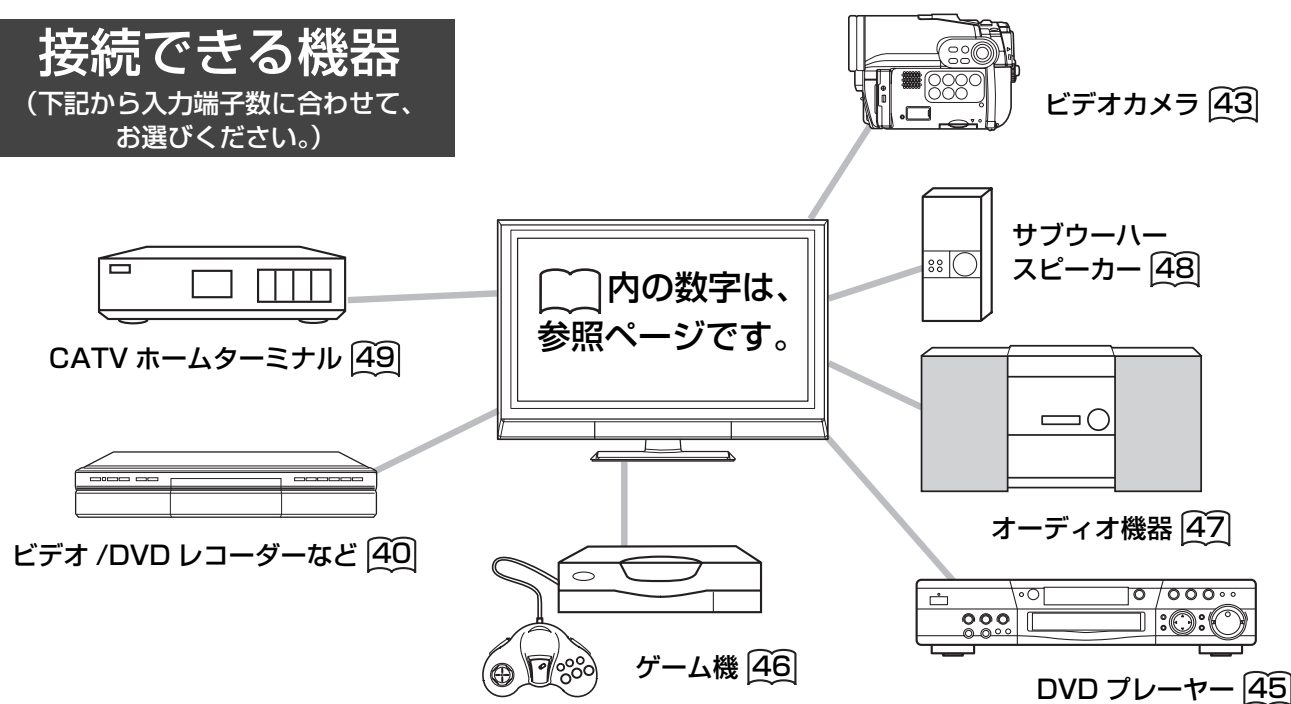 接続できる機器
（下記から入力端子数に合わせて、
お選びください。）
ビデオカメラ 43
サブウーハー
スピーカー 48
内の数字は、
参照ページです。
CATV ホームターミナル 49
オーディオ機器 47
ビデオ /DVD レコーダーなど 40
ゲーム機 46
DVD プレーヤー 45